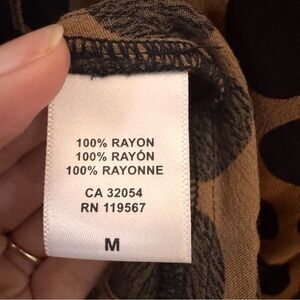 100% RAYON
100% RAYÓN
100% RAYONNE
CA 32054
RN 119567
M